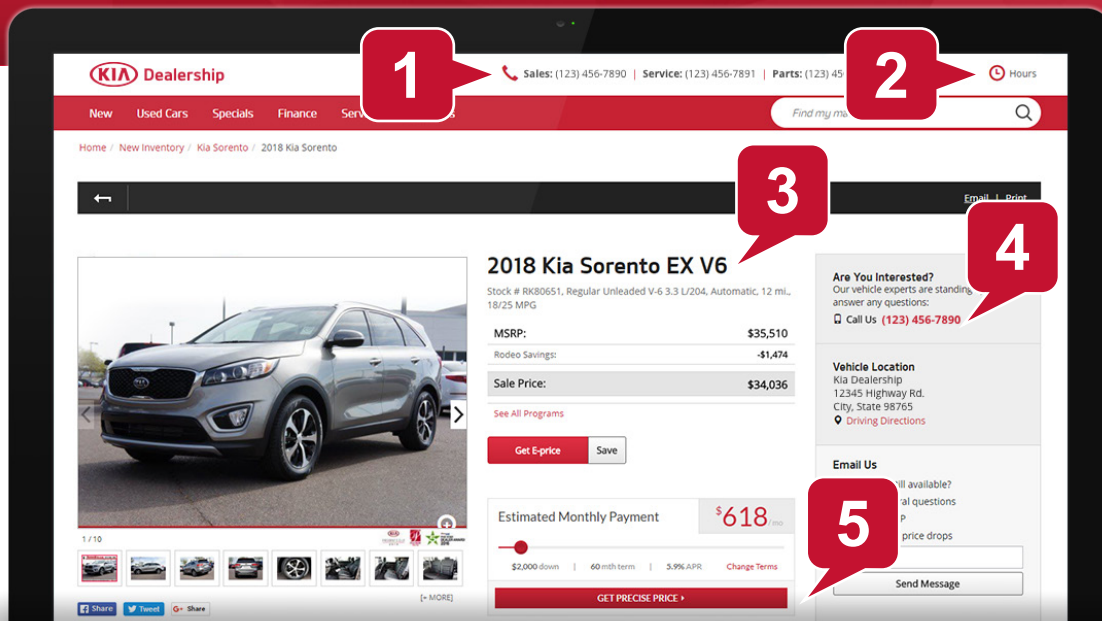 1
2
KIA Dealership
Sales: (123) 456-7890 | Service: (123) 456-7891 | Parts: (123) 45
Hours
New Used Cars Specials Finance
Find my
Home / New Inventory / Kia Sorento / 2018 Kia Sorento
3
Email | Print
4
2018 Kia Sorento EX V6
Stock # RK80651, Regular Unleaded V-6 3.3 L/204, Automatic, 12 mi.,
18/25 MPG
MSRP: $35,510
Rodeo Savings: -$1,474
Sale Price: $34,036
See All Programs
Get E-price Save
Estimated Monthly Payment $618/mo
$2,000 down | 60 mth term | 5.9% APR Change Terms
GET PRECISE PRICE
Are You Interested?
Our vehicle experts are standing
answer any questions:
Call Us (123) 456-7890
Vehicle Location
Kia Dealership
12345 Highway Rd.
City, State 98765
Driving Directions
Email Us
available?
questions
P
price drops
Send Message
5
1 / 10
[+ MORE]
Share Tweet G+ Share